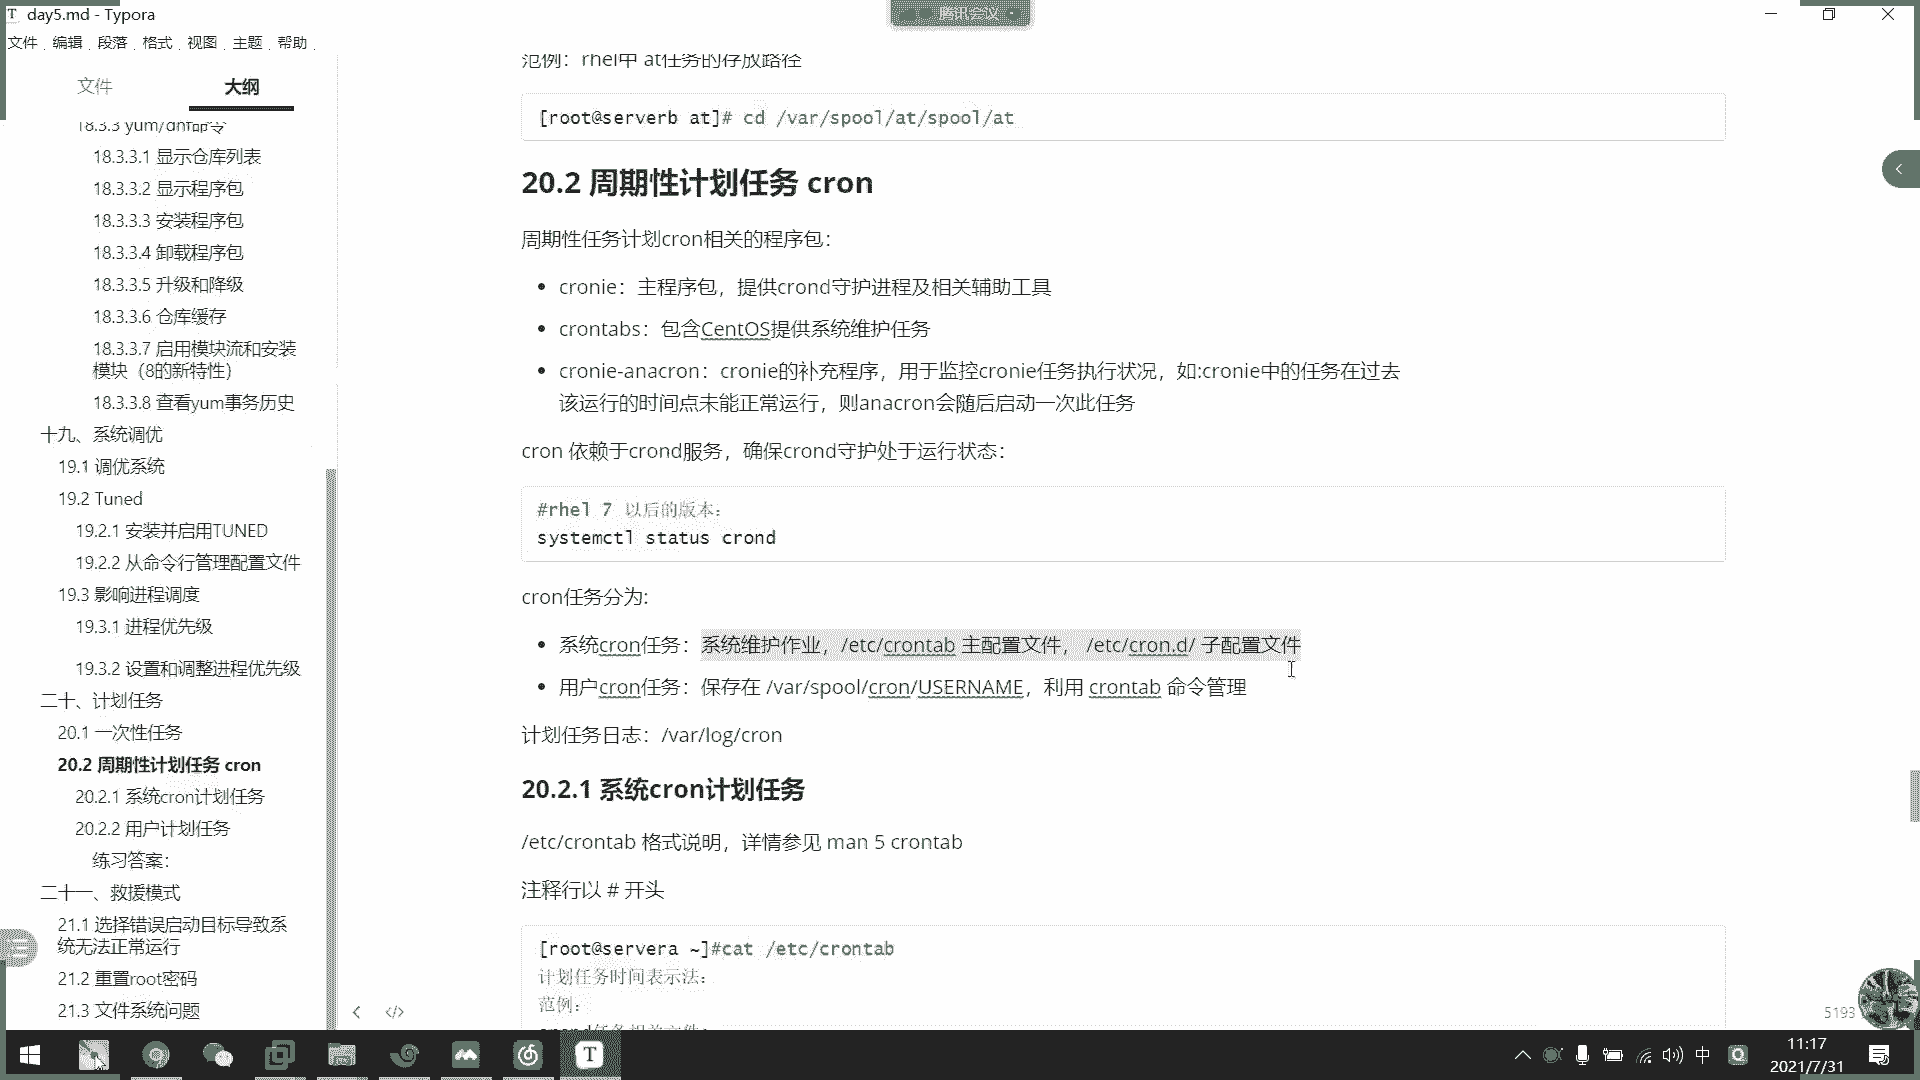 day5.md - Typora
腾讯会议
文件 编辑 段落 格式 视图 主题 帮助
文件 大纲
18.3.3 yum/dnf命令
18.3.3.1 显示仓库列表
18.3.3.2 显示程序包
18.3.3.3 安装程序包
18.3.3.4 卸载程序包
18.3.3.5 升级和降级
18.3.3.6 仓库缓存
18.3.3.7 启用模块流和安装
模块（8的新特性）
18.3.3.8 查看yum事务历史
十九、系统调优
19.1 调优系统
19.2 Tuned
19.2.1 安装并启用TUNED
19.2.2 从命令行管理配置文件
19.3 影响进程调度
19.3.1 进程优先级
19.3.2 设置和调整进程优先级
二十、计划任务
20.1 一次性任务
20.2 周期性计划任务 cron
20.2.1 系统cron计划任务
20.2.2 用户计划任务
练习答案：
二十一、救援模式
21.1 选择错误启动目标导致系
统无法正常运行
21.2 重置root密码
21.3 文件系统问题
范例：rhel中 at任务的存放路径
[root@serverb at]# cd /var/spool/at/spool/at
20.2 周期性计划任务 cron
周期性任务计划cron相关的程序包：
cronie：主程序包，提供crond守护进程及相关辅助工具
crontabs：包含CentOS提供系统维护任务
cronie-anacron：cronie的补充程序，用于监控cronie任务执行状况，如:cronie中的任务在过去
该运行的时间点未能正常运行，则anacron会随后启动一次此任务
cron 依赖于crond服务，确保crond守护处于运行状态：
#rhel 7 以后的版本：
systemctl status crond
cron任务分为:
系统cron任务：系统维护作业，/etc/crontab 主配置文件， /etc/cron.d/ 子配置文件
用户cron任务：保存在 /var/spool/cron/USERNAME，利用 crontab 命令管理
计划任务日志：/var/log/cron
20.2.1 系统cron计划任务
/etc/crontab 格式说明，详情参见 man 5 crontab
注释行以 # 开头
[root@servera ~]#cat /etc/crontab
计划任务时间表示法：
范例：
crond任务相关文件：
5193
中
11:17
2021/7/31